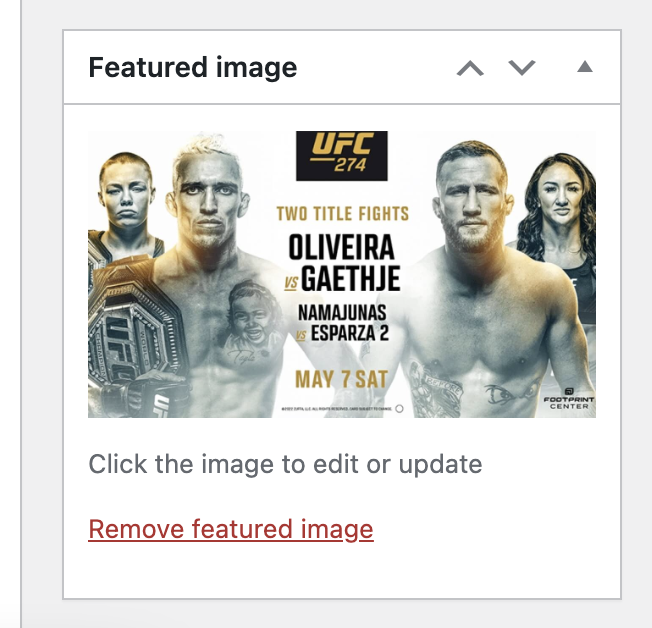 Featured image
UFC
274
TWO TITLE FIGHTS
OLIVEIRA
VS GAETHJE
NAMAJUNAS
VS ESPARZA 2
MAY 7 SAT
FOOTPRINT
CENTER
UFC
UFC
Click the image to edit or update
Remove featured image